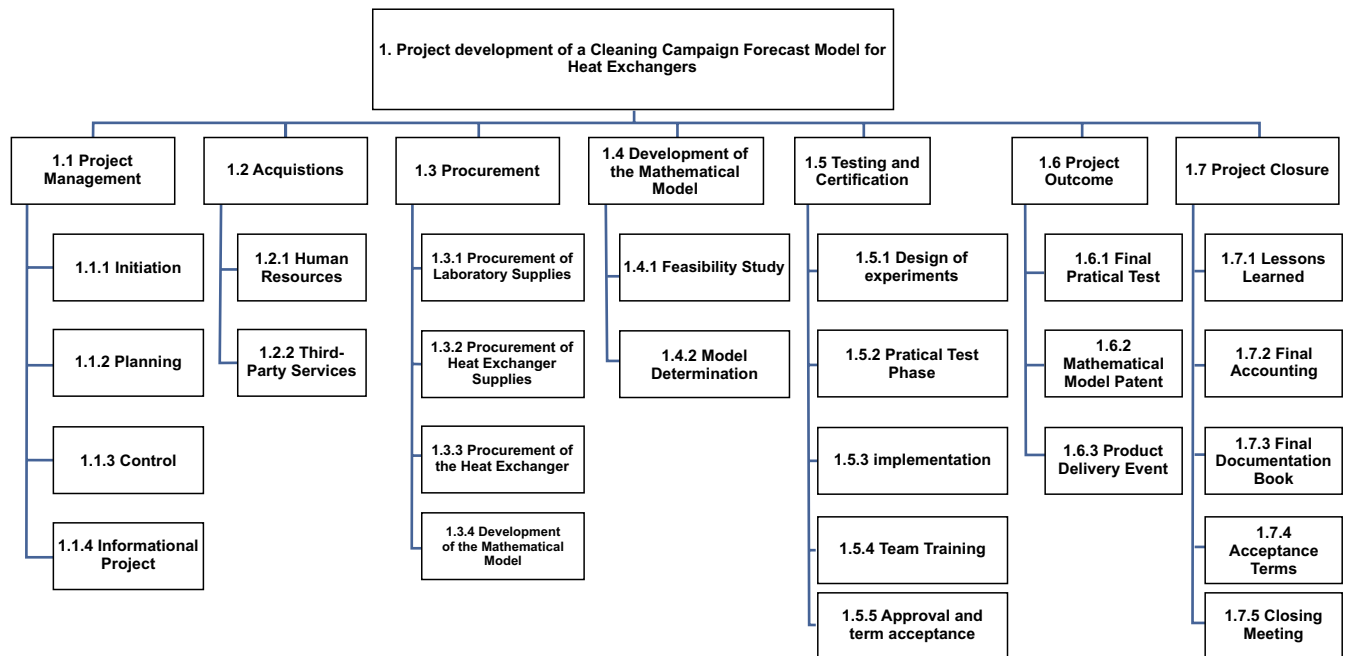 1. Project development of a Cleaning Campaign Forecast Model for
Heat Exchangers
1.1 Project
Management
1.1.1 Initiation
1.1.2 Planning
1.1.3 Control
1.1.4 Informational
Project
1.2 Acquistions
1.2.1 Human
Resources
1.2.2 Third-
Party Services
1.3 Procurement
1.3.1 Procurement of
Laboratory Supplies
1.3.2 Procurement of
Heat Exchanger
Supplies
1.3.3 Procurement of
the Heat Exchanger
1.3.4 Development
of the Mathematical
Model
1.4 Development of
the Mathematical
Model
1.4.1 Feasibility Study
1.4.2 Model
Determination
1.5 Testing and
Certification
1.5.1 Design of
experiments
1.5.2 Pratical Test
Phase
1.5.3 implementation
1.5.4 Team Training
1.5.5 Approval and
term acceptance
1.6 Project
Outcome
1.6.1 Final
Pratical Test
1.6.2
Mathematical
Model Patent
1.6.3 Product
Delivery Event
1.7 Project Closure
1.7.1 Lessons
Learned
1.7.2 Final
Accounting
1.7.3 Final
Documentation
Book
1.7.4
Acceptance
Terms
1.7.5 Closing
Meeting